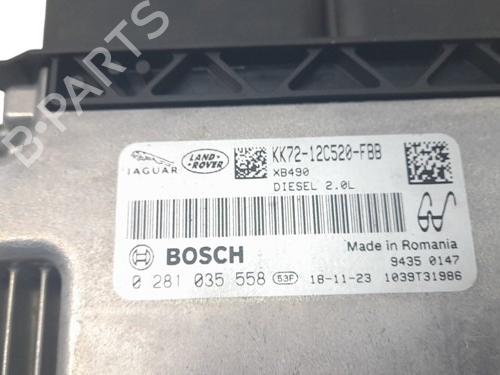 JAGUAR
LAND-
ROVER
KK72-12C520-FBB
XB490
DIESEL 2.0L
BOSCH
Made in Romania
9435 0147
0 281 035 558 53F 18-11-23 1039T31986
B-PARTS